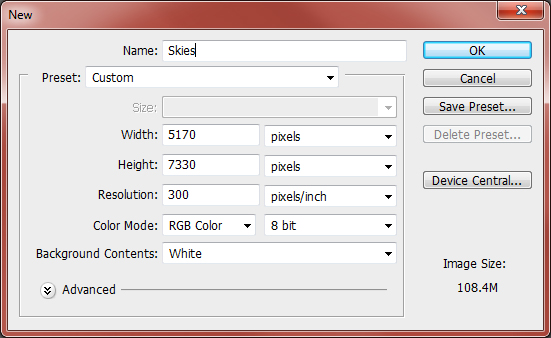 New
Name: Skies
OK
Preset: Custom
Cancel
Size:
Save Preset...
Width: 5170 pixels
Delete Preset...
Height: 7330 pixels
Resolution: 300 pixels/inch
Device Central...
Color Mode: RGB Color 8 bit
Background Contents: White
Image Size:
108.4M
Advanced